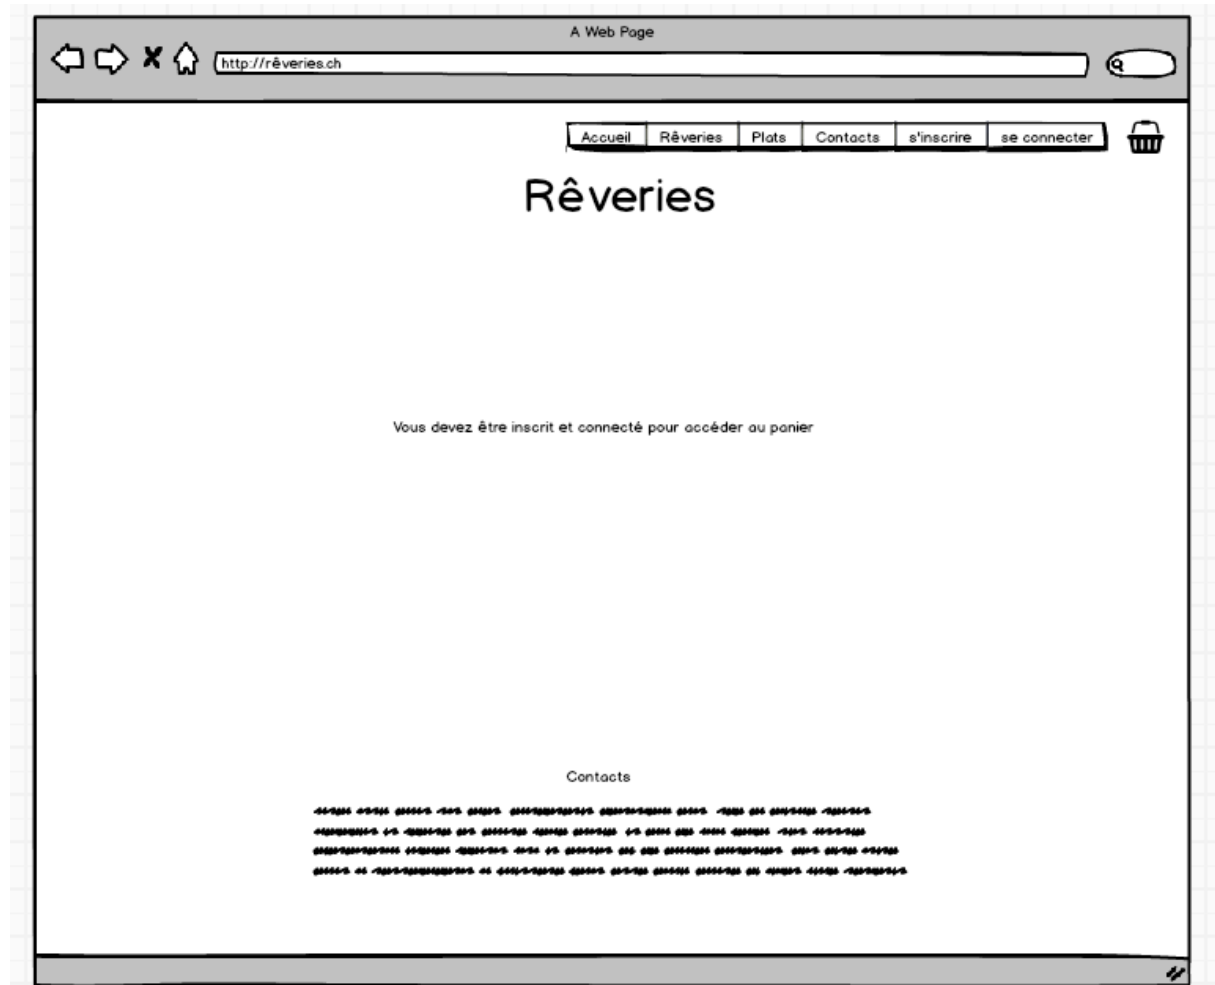 A Web Page
http://rêveries.ch
Accueil Rêveries Plats Contacts s'inscrire se connecter
Rêveries
Vous devez être inscrit et connecté pour accéder au panier
Contacts